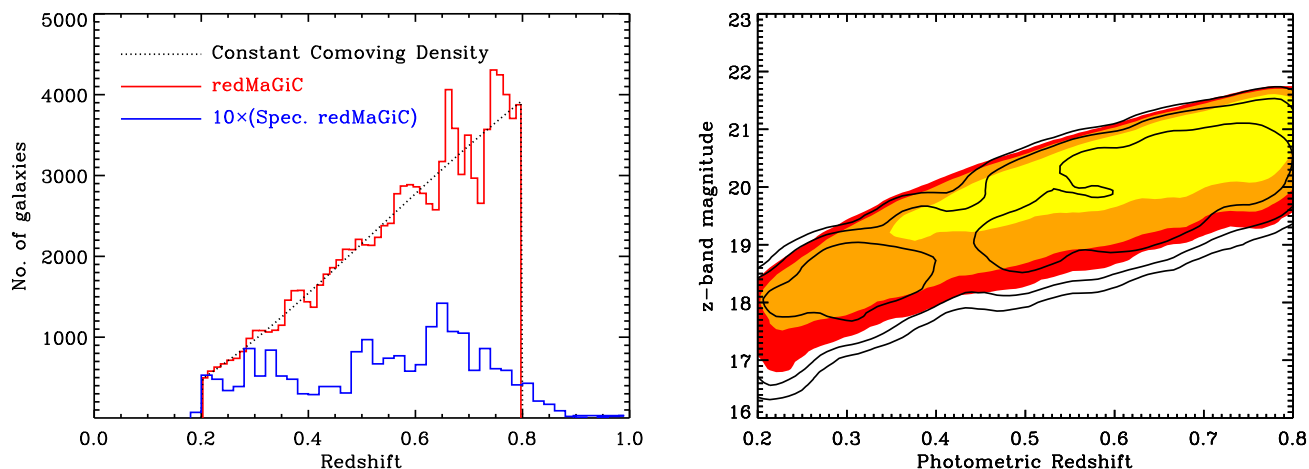 5000
4000
3000
2000
1000
No. of galaxies
Constant Comoving Density
redMaGiC
10×(Spec. redMaGiC)
0.0 0.2 0.4 0.6 0.8 1.0
Redshift
23
22
21
20
19
18
17
16
z−band magnitude
0.2 0.3 0.4 0.5 0.6 0.7 0.8
Photometric Redshift